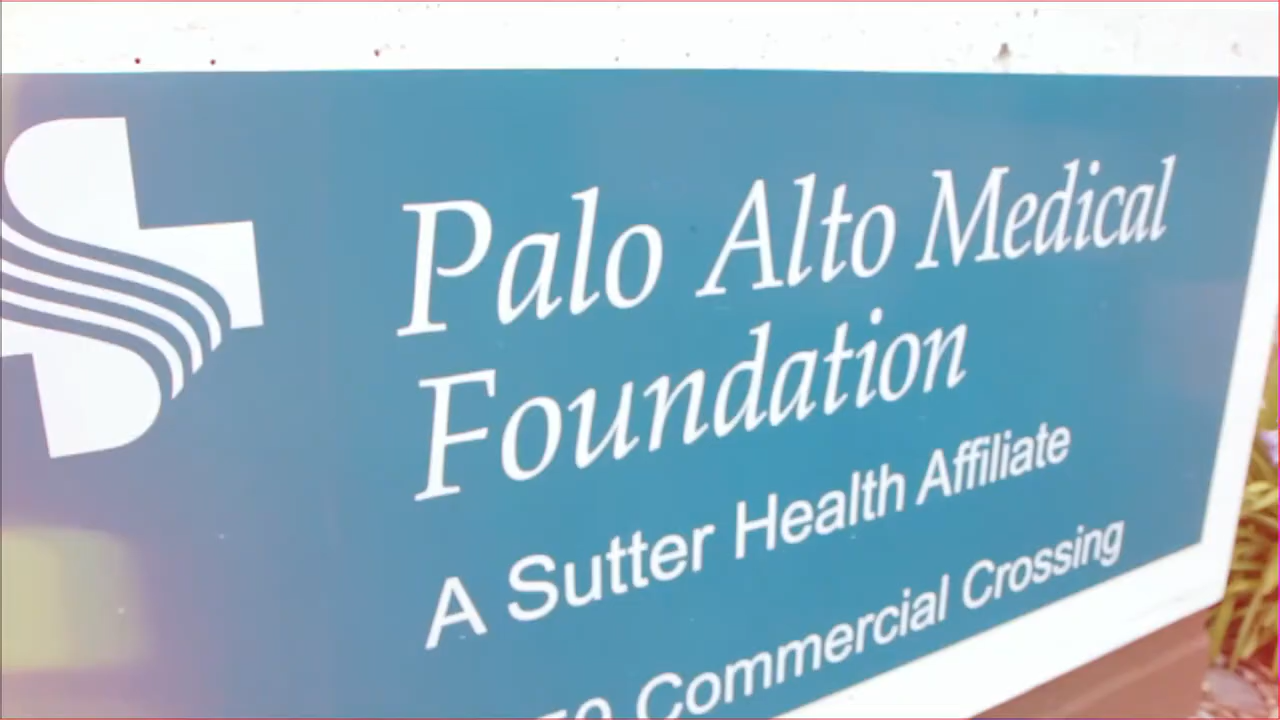 Palo Alto Medical
Foundation
A Sutter Health Affiliate
Commercial Crossing